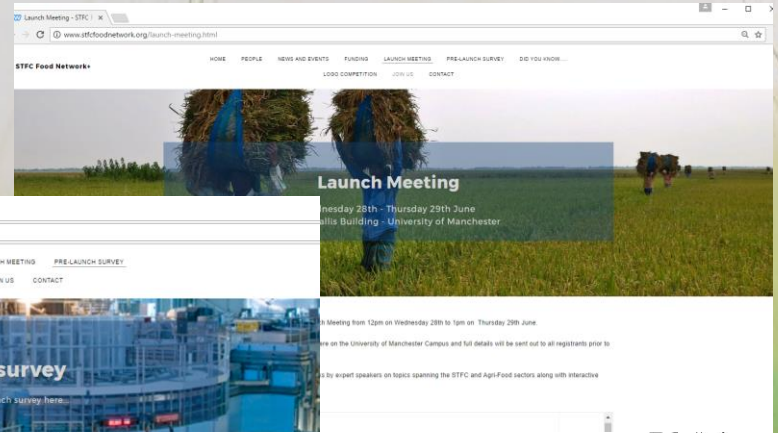 Launch Meeting - STFC
www.stfcfoodnetwork.org/launch-meeting.html
STFC Food Network+
HOME PEOPLE NEWS AND EVENTS FUNDING LAUNCH MEETING PRE-LAUNCH SURVEY DID YOU KNOW....
LOGO COMPETITION JOIN US CONTACT
Launch Meeting
28th - Thursday 29th June
Building - University of Manchester
MEETING PRE-LAUNCH SURVEY
US CONTACT
Meeting from 12pm on Wednesday 28th to 1pm on Thursday 29th June.
on the University of Manchester Campus and full details will be sent out to all registrants prior to
survey
survey here...
by expert speakers on topics spanning the STFC and Agri-Food sectors along with interactive